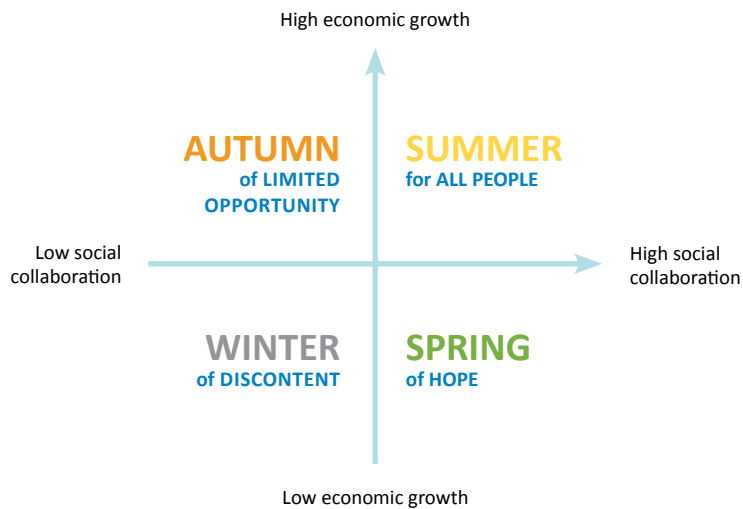 High economic growth
AUTUMN
of LIMITED
OPPORTUNITY
SUMMER
for ALL PEOPLE
Low social
collaboration
High social
collaboration
WINTER
of DISCONTENT
SPRING
of HOPE
Low economic growth